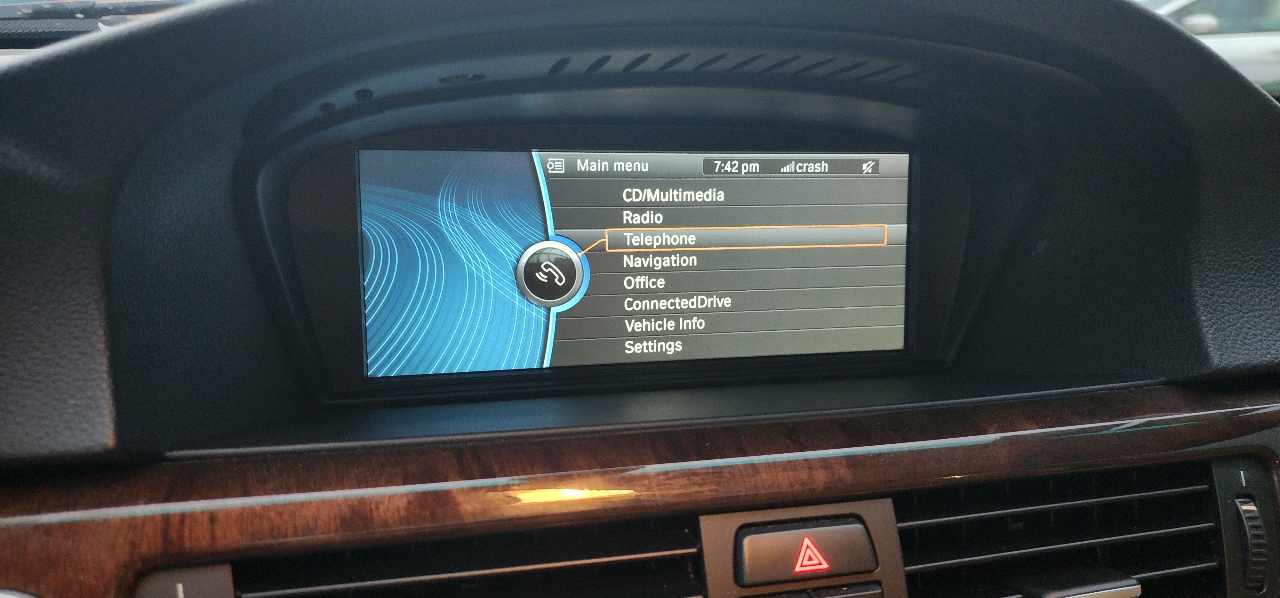 Main menu 7:42 pm crash
CD/Multimedia
Radio
Telephone
Navigation
Office
ConnectedDrive
Vehicle Info
Settings